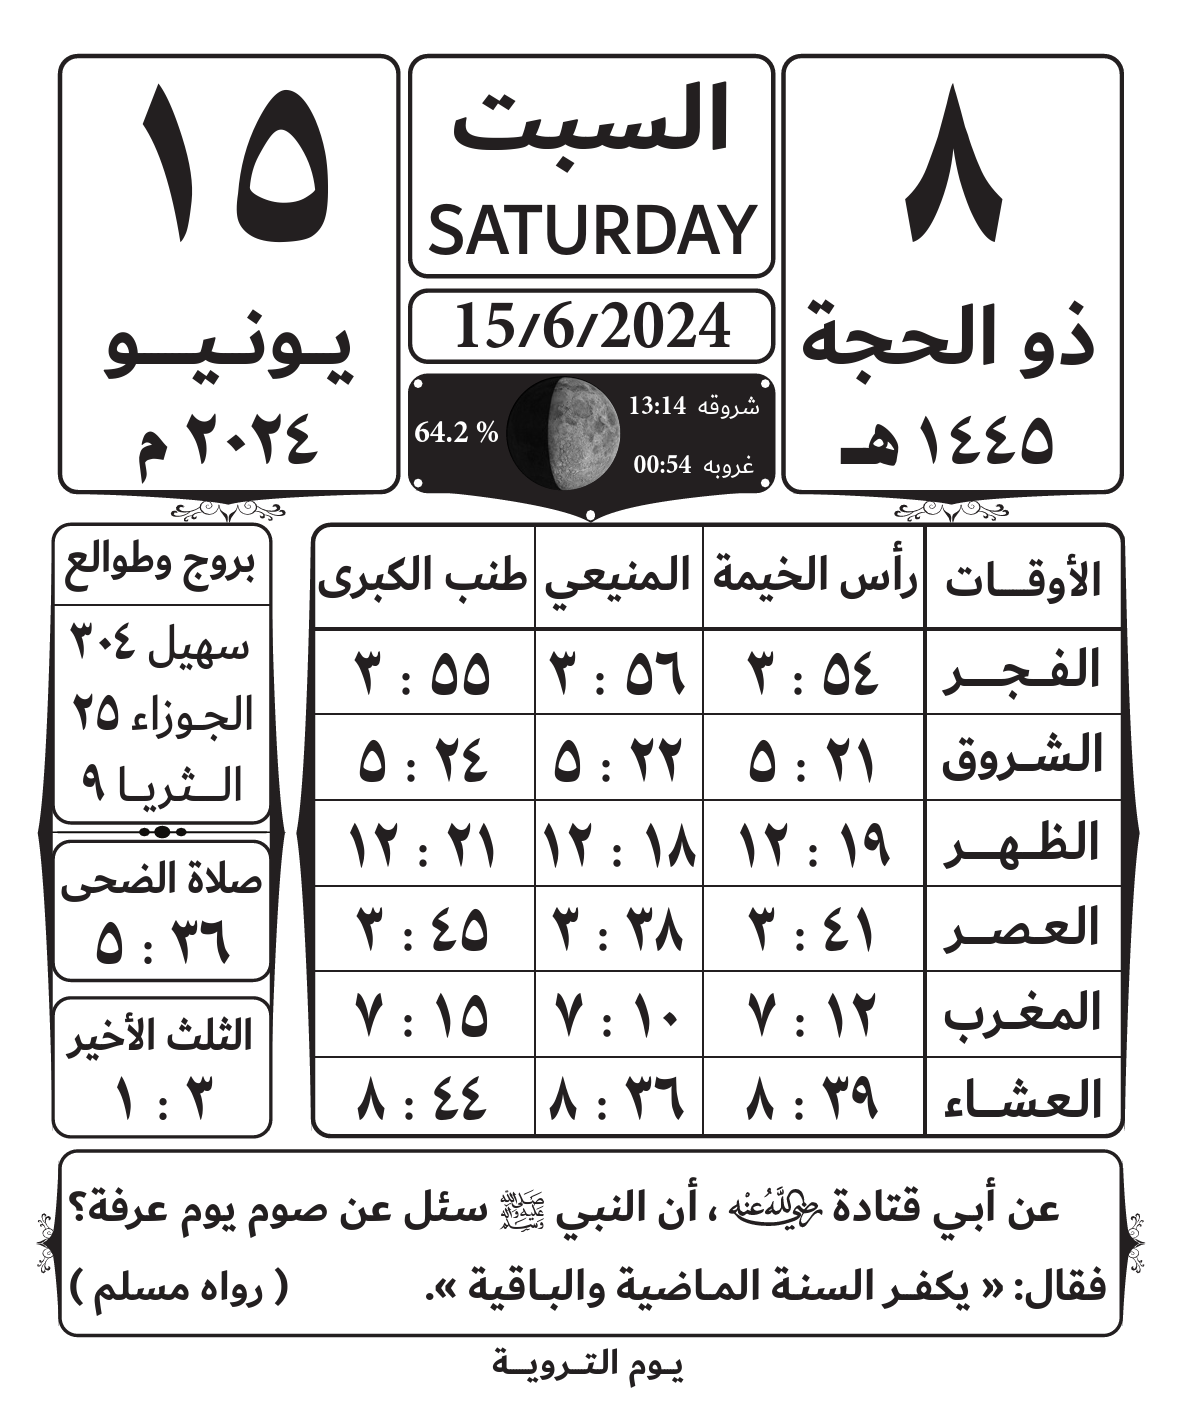 ٨
ذو الحجة
١٤٤٥ هـ
السبت
SATURDAY
15/6/2024
شروقه 13:14
64.2 %
غروبه 00:54
١٥
يونيو
٢٠٢٤ م
الأوقات رأس الخيمة المنيعي طنب الكبرى
الفجر ٥٤ : ٣ ٥٦ : ٣ ٥٥ : ٣
الشروق ٢١ : ٥ ٢٢ : ٥ ٢٤ : ٥
الظهر ١٩ : ١٢ ١٨ : ١٢ ٢١ : ١٢
العصر ٤١ : ٣ ٣٨ : ٣ ٤٥ : ٣
المغرب ١٢ : ٧ ١٠ : ٧ ١٥ : ٧
العشاء ٣٩ : ٨ ٣٦ : ٨ ٤٤ : ٨
بروج وطوالع
سهيل ٣٠٤
الجوزاء ٢٥
الثريا ٩
صلاة الضحى
٣٦ : ٥
الثلث الأخير
٣ : ١
عن أبي قتادة رضي الله عنه ، أن النبي ﷺ سئل عن صوم يوم عرفة؟
فقال: « يكفر السنة الماضية والباقية ». ( رواه مسلم )
يوم التروية